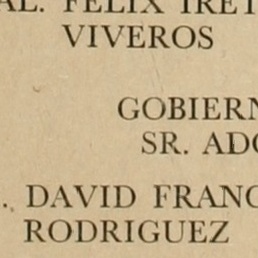 AL. FELIX IRET
VIVEROS
GOBIERN
SR. ADO
. DAVID FRANC
RODRIGUEZ